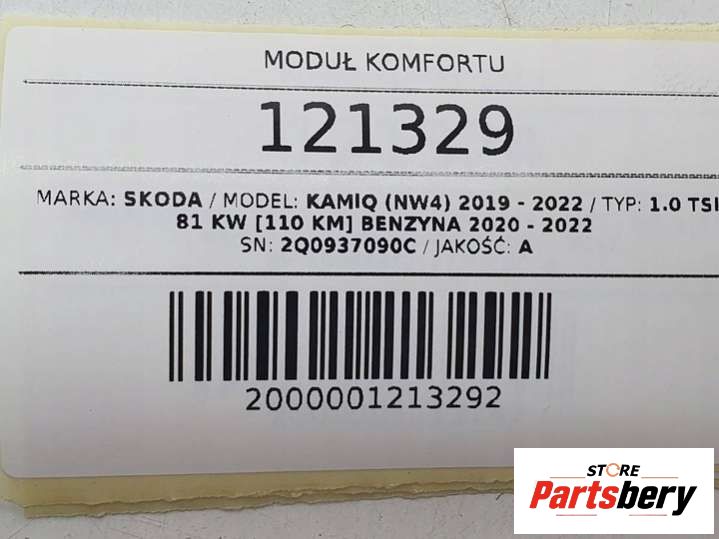 MODUŁ KOMFORTU
121329
MARKA: SKODA / MODEL: KAMIQ (NW4) 2019 - 2022 / TYP: 1.0 TSI
81 KW [110 KM] BENZYNA 2020 - 2022
SN: 2Q0937090C / JAKOŚĆ: A
2000001213292
STORE
Partsbery